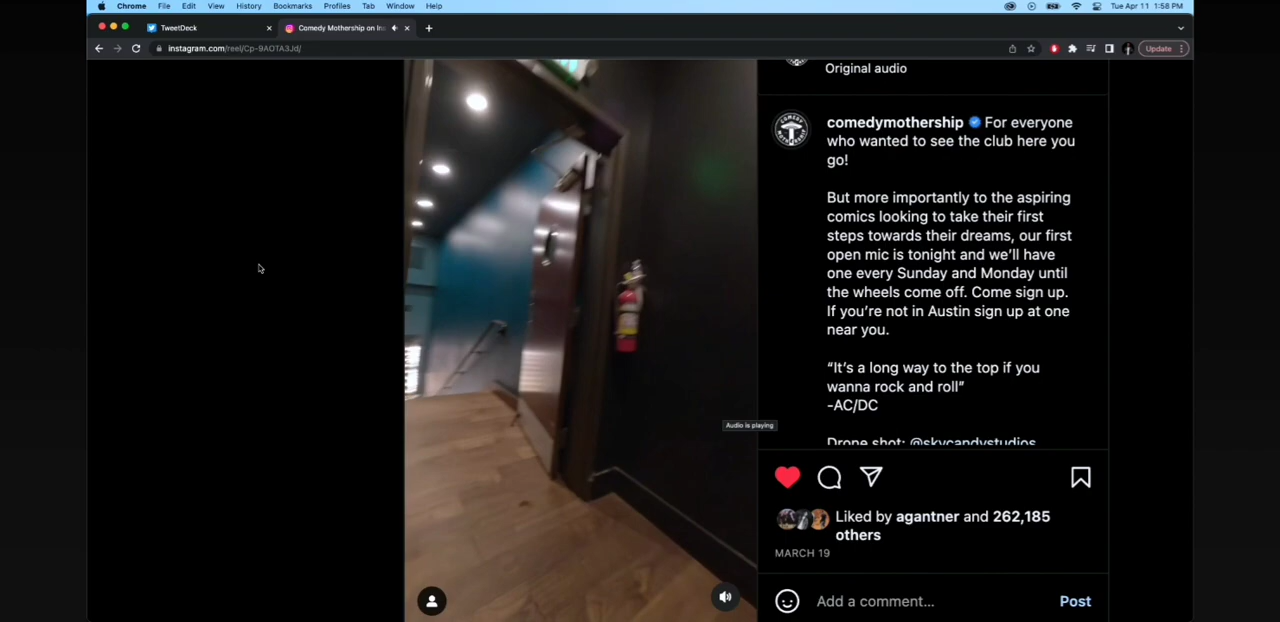 Chrome File Edit View History Bookmarks Profiles Tab Window Help Tue Apr 11 1:58 PM
TweetDeck × Comedy Mothership on Ins ×
instagram.com/reel/Cp-9AOTA3Jd/ Update
Original audio
comedymothership For everyone
who wanted to see the club here you
go!
But more importantly to the aspiring
comics looking to take their first
steps towards their dreams, our first
open mic is tonight and we’ll have
one every Sunday and Monday until
the wheels come off. Come sign up.
If you’re not in Austin sign up at one
near you.
“It’s a long way to the top if you
wanna rock and roll”
-AC/DC
Audio is playing
Drone shot: @skycandystudios
Liked by agantner and 262,185
others
MARCH 19
Add a comment... Post